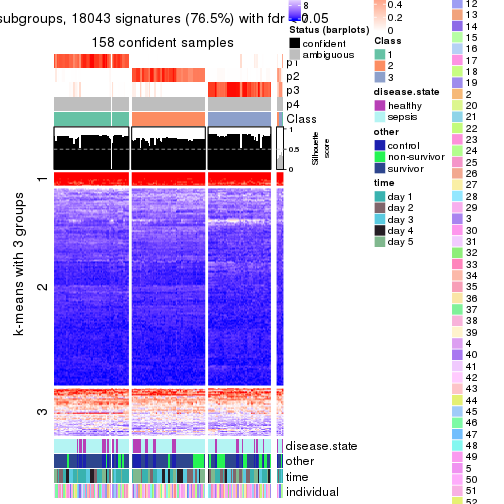 subgroups, 18043 signatures (76.5%) with fdr < 0.05
158 confident samples
p1
p2
p3
p4
Class
1
0.5
0
Silhouette
score
k-means with 3 groups
1
2
3
disease.state
other
time
individual
8
Status (barplots)
confident
ambiguous
0.4
0.2
0
Class
1
2
3
disease.state
healthy
sepsis
other
control
non-survivor
survivor
time
day 1
day 2
day 3
day 4
day 5
12
13
14
15
16
17
18
19
2
20
21
22
23
24
25
26
27
28
29
3
30
31
32
33
34
35
36
37
38
39
4
40
41
42
43
44
45
46
47
48
49
5
50
51
52